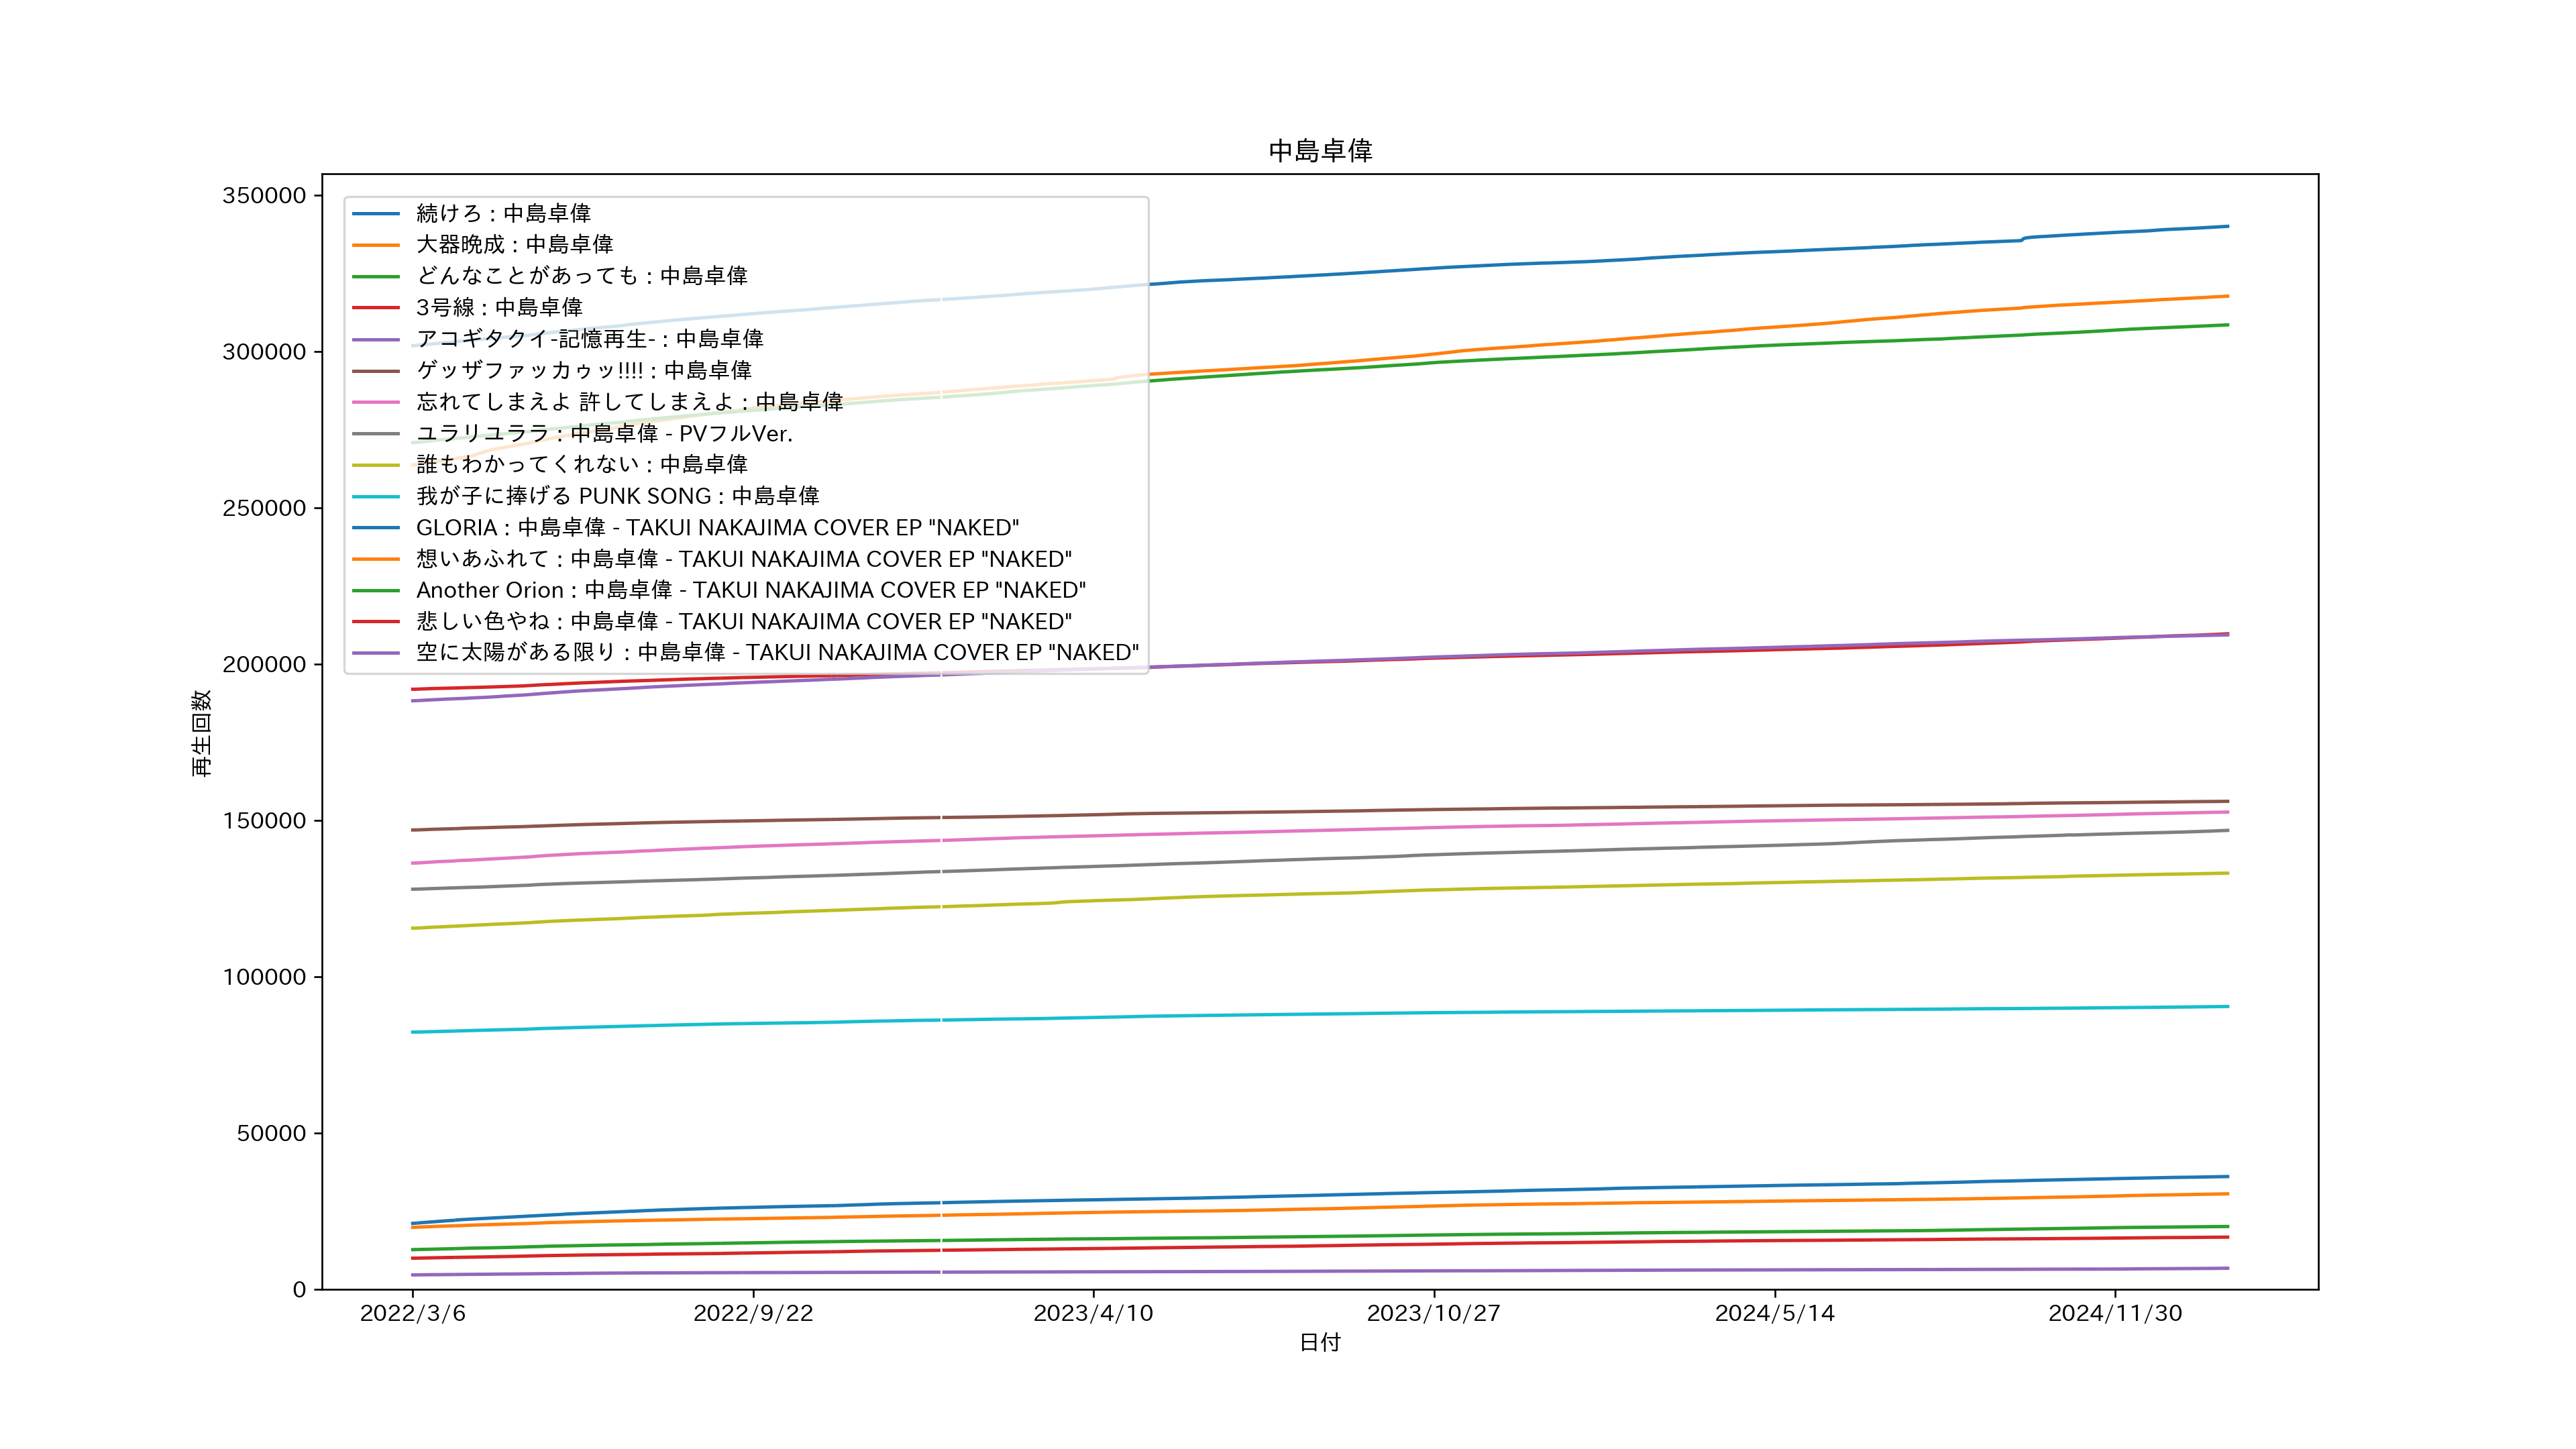 中島卓偉
350000
300000
250000
200000
150000
100000
50000
0
再生回数
続けろ : 中島卓偉
大器晩成 : 中島卓偉
どんなことがあっても : 中島卓偉
3号線 : 中島卓偉
アコギタクイ-記憶再生- : 中島卓偉
ゲッザファッカゥッ!!!! : 中島卓偉
忘れてしまえよ 許してしまえよ : 中島卓偉
ユラリユララ : 中島卓偉 - PVフルVer.
誰もわかってくれない : 中島卓偉
我が子に捧げる PUNK SONG : 中島卓偉
GLORIA : 中島卓偉 - TAKUI NAKAJIMA COVER EP "NAKED"
想いあふれて : 中島卓偉 - TAKUI NAKAJIMA COVER EP "NAKED"
Another Orion : 中島卓偉 - TAKUI NAKAJIMA COVER EP "NAKED"
悲しい色やね : 中島卓偉 - TAKUI NAKAJIMA COVER EP "NAKED"
空に太陽がある限り : 中島卓偉 - TAKUI NAKAJIMA COVER EP "NAKED"
2022/3/6
2022/9/22
2023/4/10
2023/10/27
2024/5/14
2024/11/30
日付